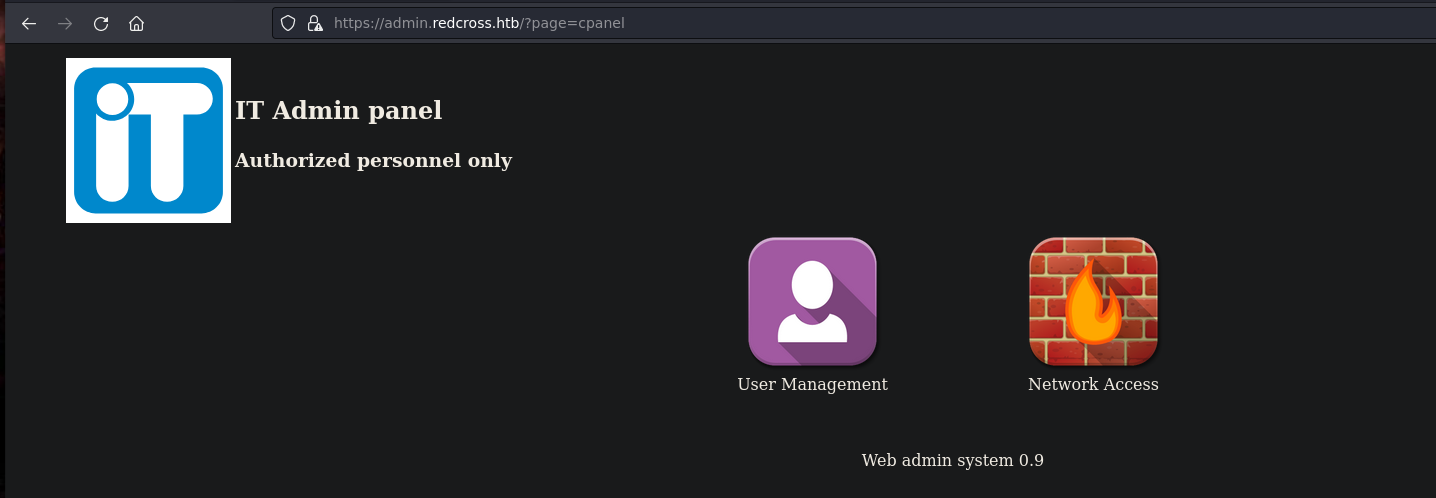 https://admin.redcross.htb/?page=cpanel
iT
IT Admin panel
Authorized personnel only
User Management
Network Access
Web admin system 0.9